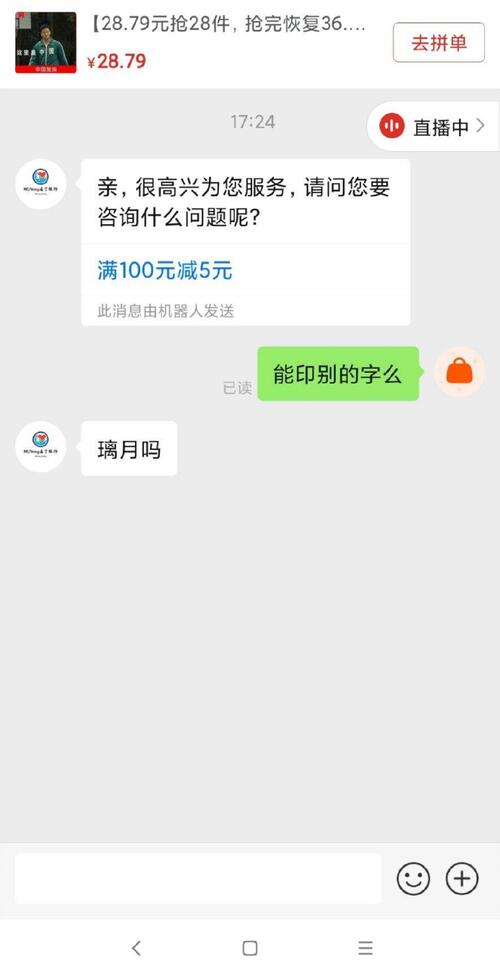 【28.79元抢28件，抢完恢复36....
¥28.79
去拼单
17:24
直播中
亲，很高兴为您服务，请问您要
咨询什么问题呢？
满100元减5元
此消息由机器人发送
能印别的字么
已读
璃月吗